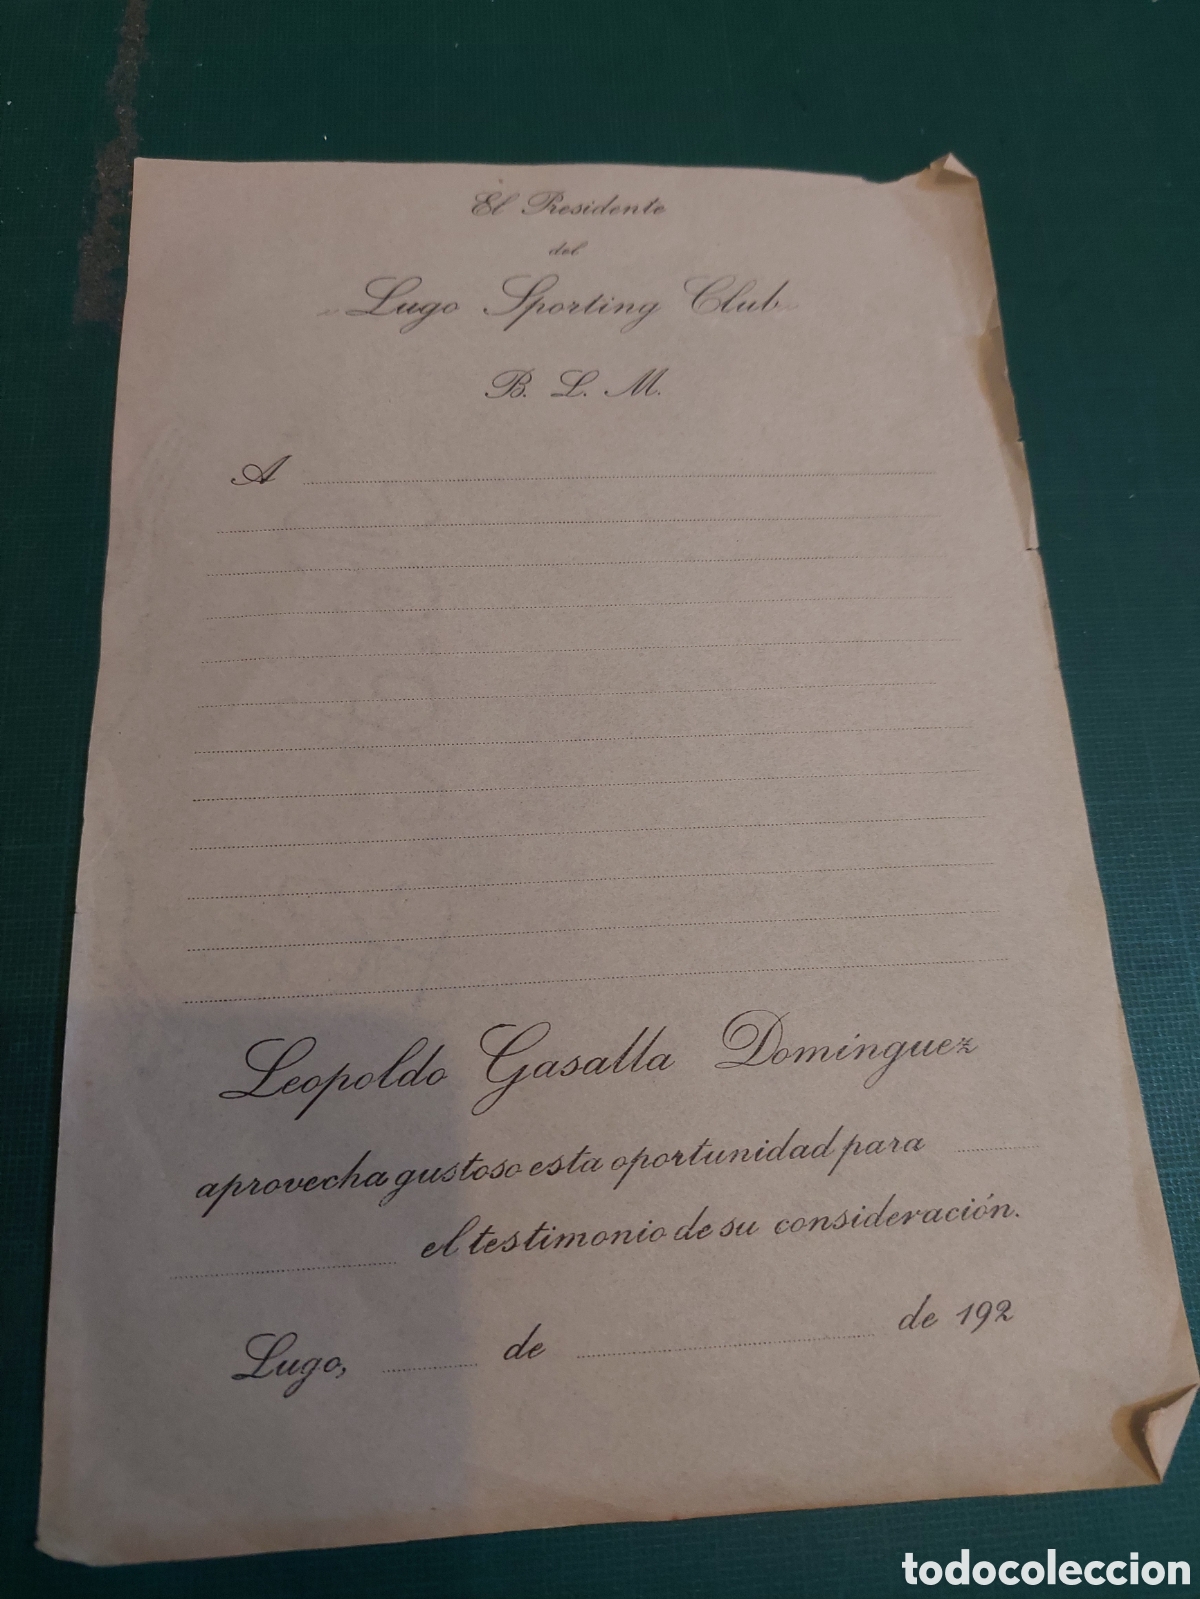 El Presidente
del
"Lugo Sporting Club"
B. L. M.
A
Leopoldo Gasalla Dominguez
aprovecha gustoso esta oportunidad para
el testimonio de su consideración.
Lugo, de de 192
todocoleccion